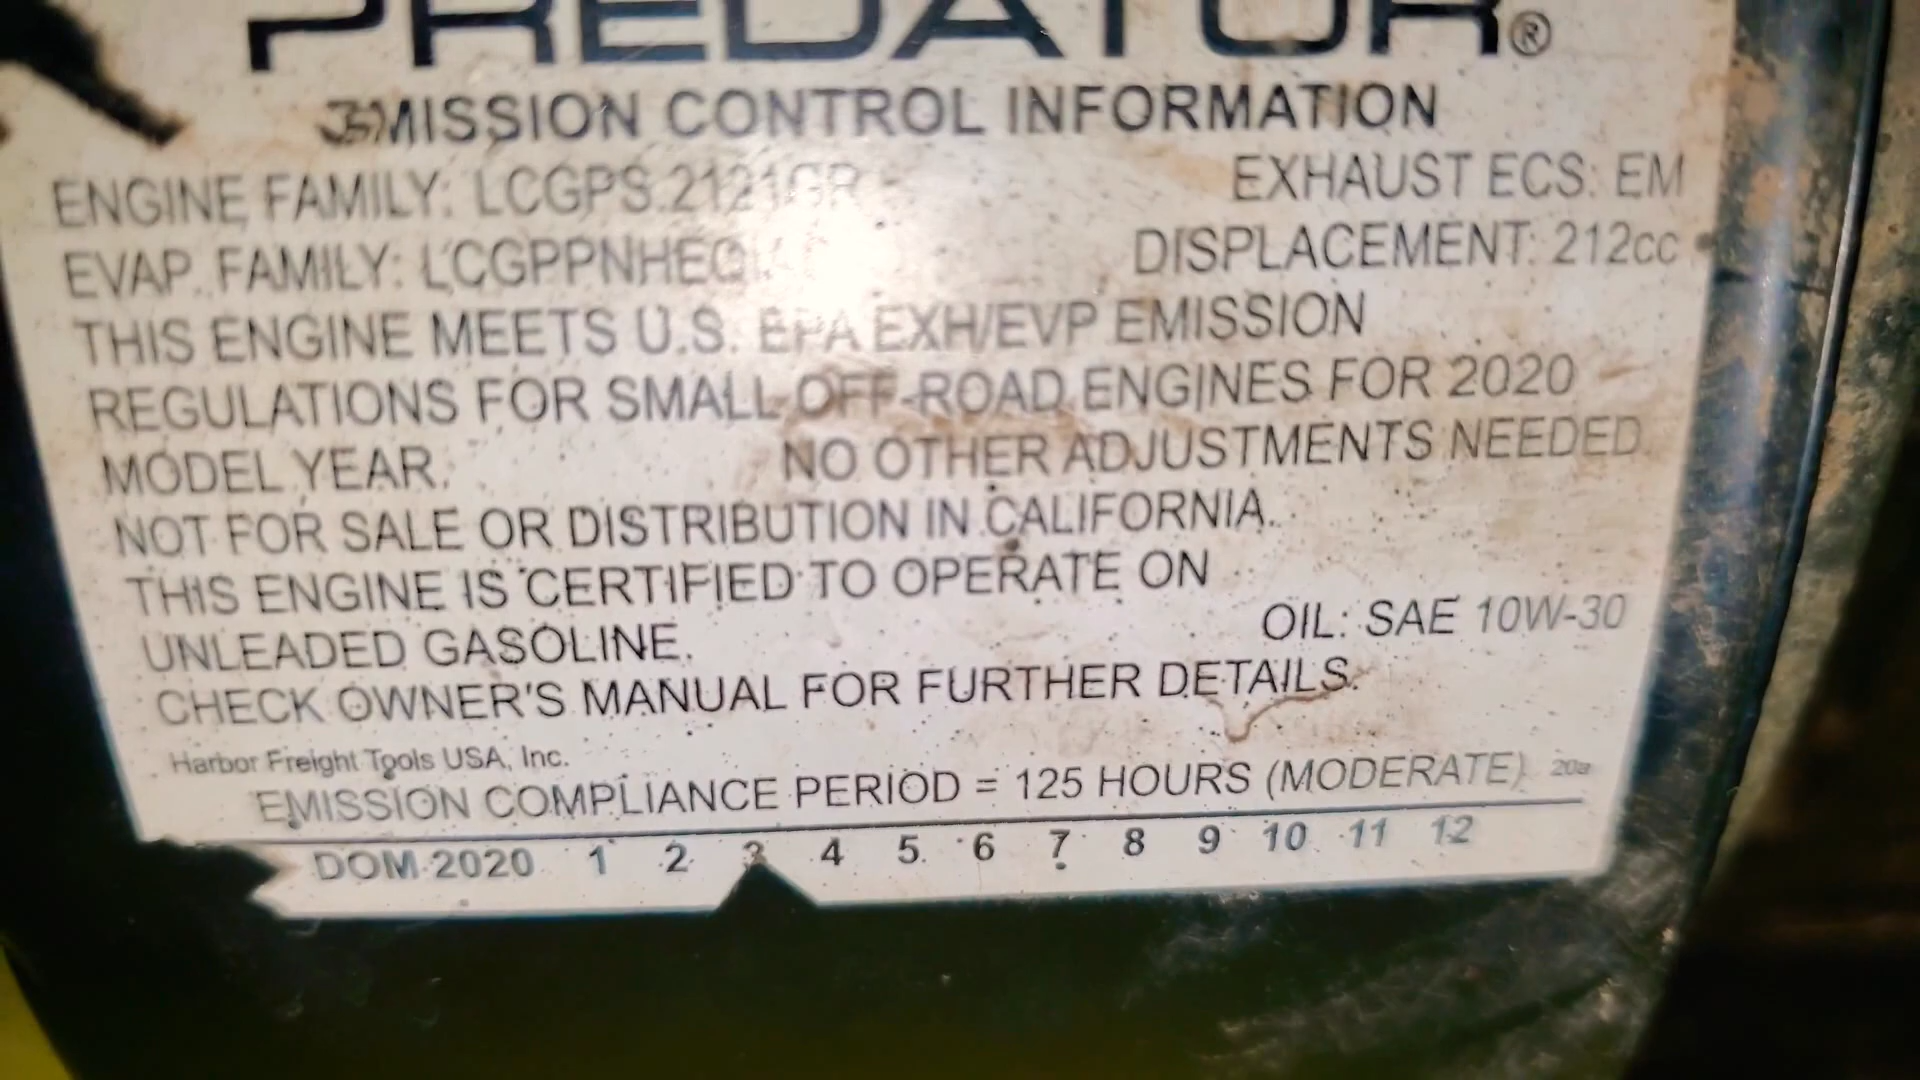 PREDATOR®
EMISSION CONTROL INFORMATION
ENGINE FAMILY: LCGPS.2121GR EXHAUST ECS: EM
EVAP. FAMILY: DISPLACEMENT: 212cc
THIS ENGINE MEETS U.S. EPA EXH/EVP EMISSION
REGULATIONS FOR SMALL OFF-ROAD ENGINES FOR 2020
MODEL YEAR. NO OTHER ADJUSTMENTS NEEDED
NOT FOR SALE OR DISTRIBUTION IN CALIFORNIA.
THIS ENGINE IS CERTIFIED TO OPERATE ON
UNLEADED GASOLINE. OIL: SAE 10W-30
CHECK OWNER'S MANUAL FOR FURTHER DETAILS.
Harbor Freight Tools USA, Inc.
EMISSION COMPLIANCE PERIOD = 125 HOURS (MODERATE) 20a
DOM 2020 1 2 3 4 5 6 7 8 9 10 11 12